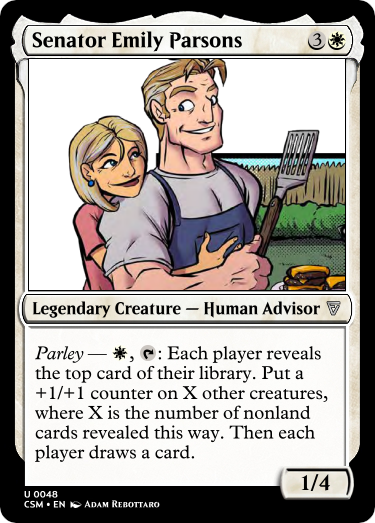 Senator Emily Parsons 3
Legendary Creature — Human Advisor
Parley — , : Each player reveals
the top card of their library. Put a
+1/+1 counter on X other creatures,
where X is the number of nonland
cards revealed this way. Then each
player draws a card.
1/4
U 0048
CSM • EN Adam Rebottaro